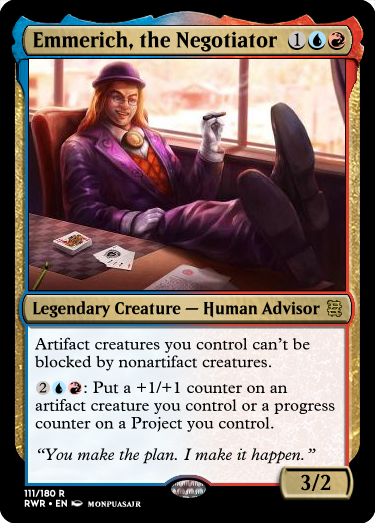 Emmerich, the Negotiator 1
Legendary Creature — Human Advisor
Artifact creatures you control can't be
blocked by nonartifact creatures.
2 : Put a +1/+1 counter on an
artifact creature you control or a progress
counter on a Project you control.
“You make the plan. I make it happen.”
3/2
111/180 R
RWR • EN MONPUASAJR